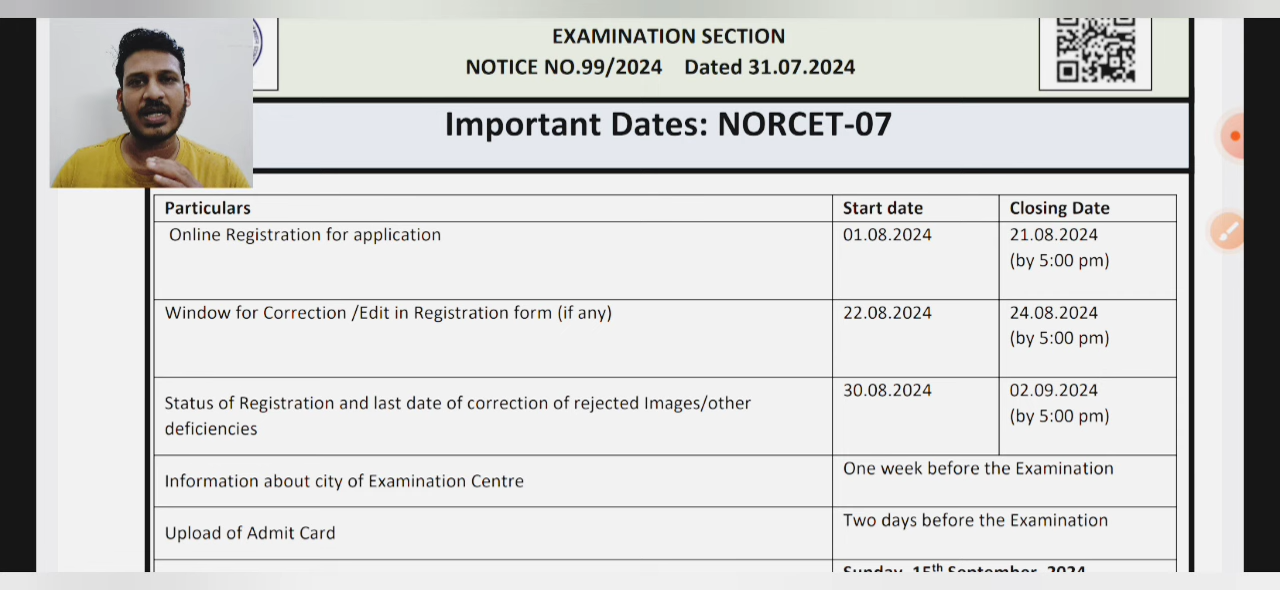 EXAMINATION SECTION
NOTICE NO.99/2024 Dated 31.07.2024
Important Dates: NORCET-07
Particulars Start date Closing Date
Online Registration for application 01.08.2024 21.08.2024
(by 5:00 pm)
Window for Correction /Edit in Registration form (if any) 22.08.2024 24.08.2024
(by 5:00 pm)
Status of Registration and last date of correction of rejected Images/other 30.08.2024 02.09.2024
deficiencies (by 5:00 pm)
Information about city of Examination Centre One week before the Examination
Upload of Admit Card Two days before the Examination
Sunday, 15th September, 2024